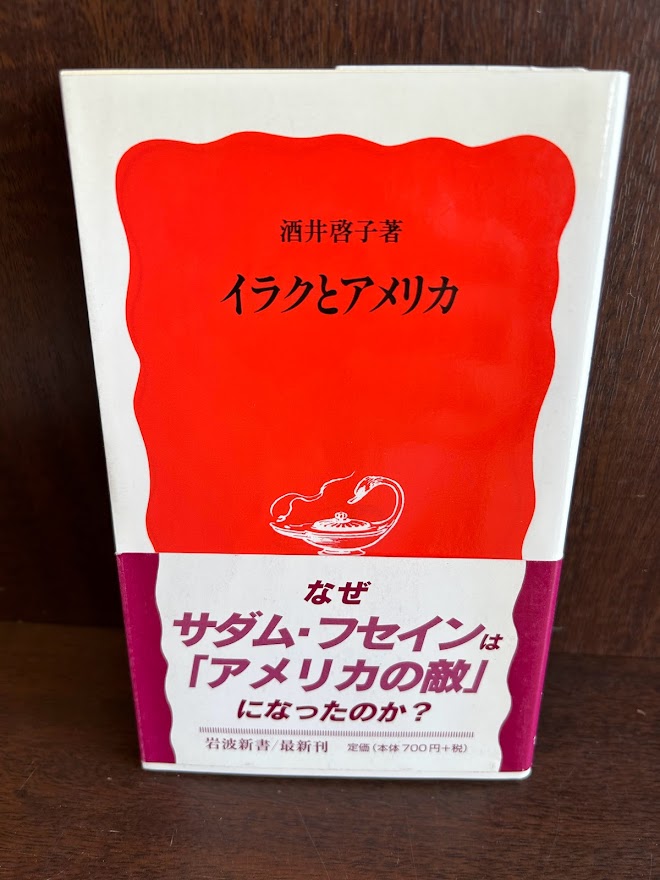 酒井啓子著
イラクとアメリカ
なぜ
サダム・フセインは
「アメリカの敵」
になったのか?
岩波新書/最新刊 定価(本体700円+税)